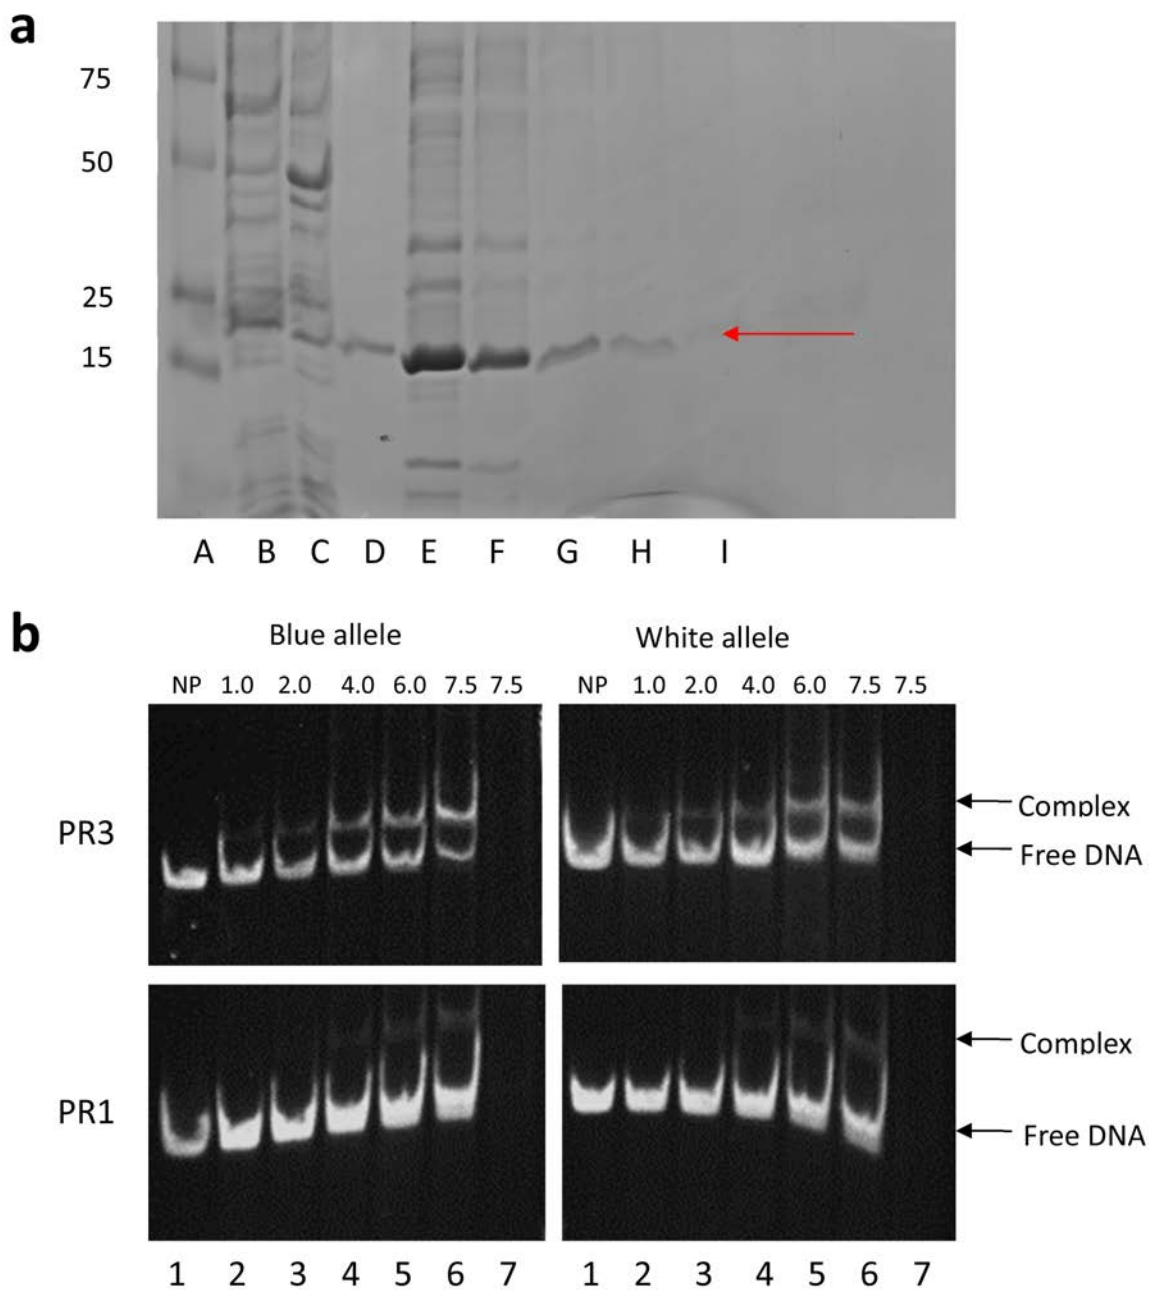 a
75
50
25
15
A B C D E F G H I
b
Blue allele White allele
NP 1.0 2.0 4.0 6.0 7.5 7.5 NP 1.0 2.0 4.0 6.0 7.5 7.5
PR3
Complex
Free DNA
PR1
Complex
Free DNA
1 2 3 4 5 6 7 1 2 3 4 5 6 7